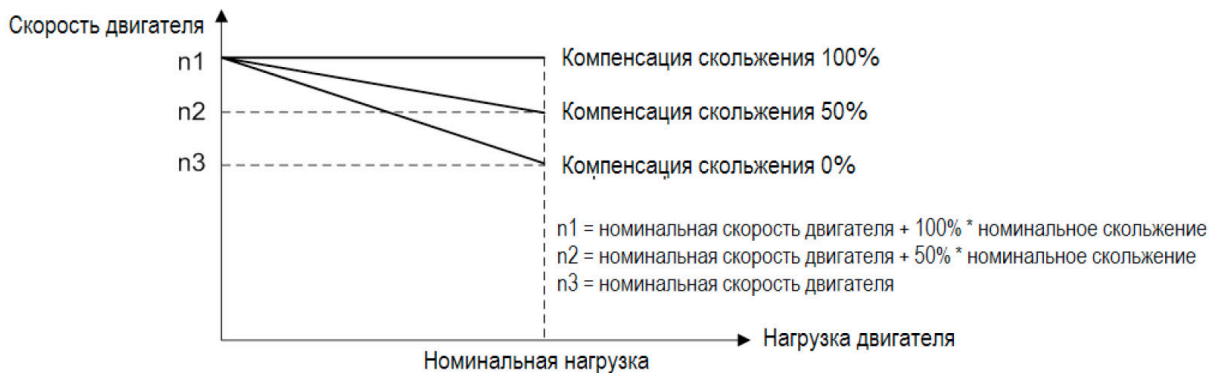 Скорость двигателя
n1
Компенсация скольжения 100%
n2
Компенсация скольжения 50%
n3
Компенсация скольжения 0%
n1 = номинальная скорость двигателя + 100% * номинальное скольжение
n2 = номинальная скорость двигателя + 50% * номинальное скольжение
n3 = номинальная скорость двигателя
Нагрузка двигателя
Номинальная нагрузка